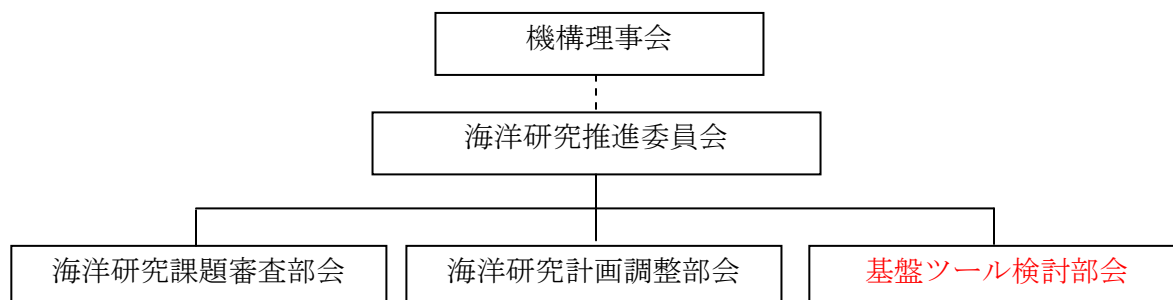 機構理事会
海洋研究推進委員会
海洋研究課題審査部会
海洋研究計画調整部会
基盤ツール検討部会